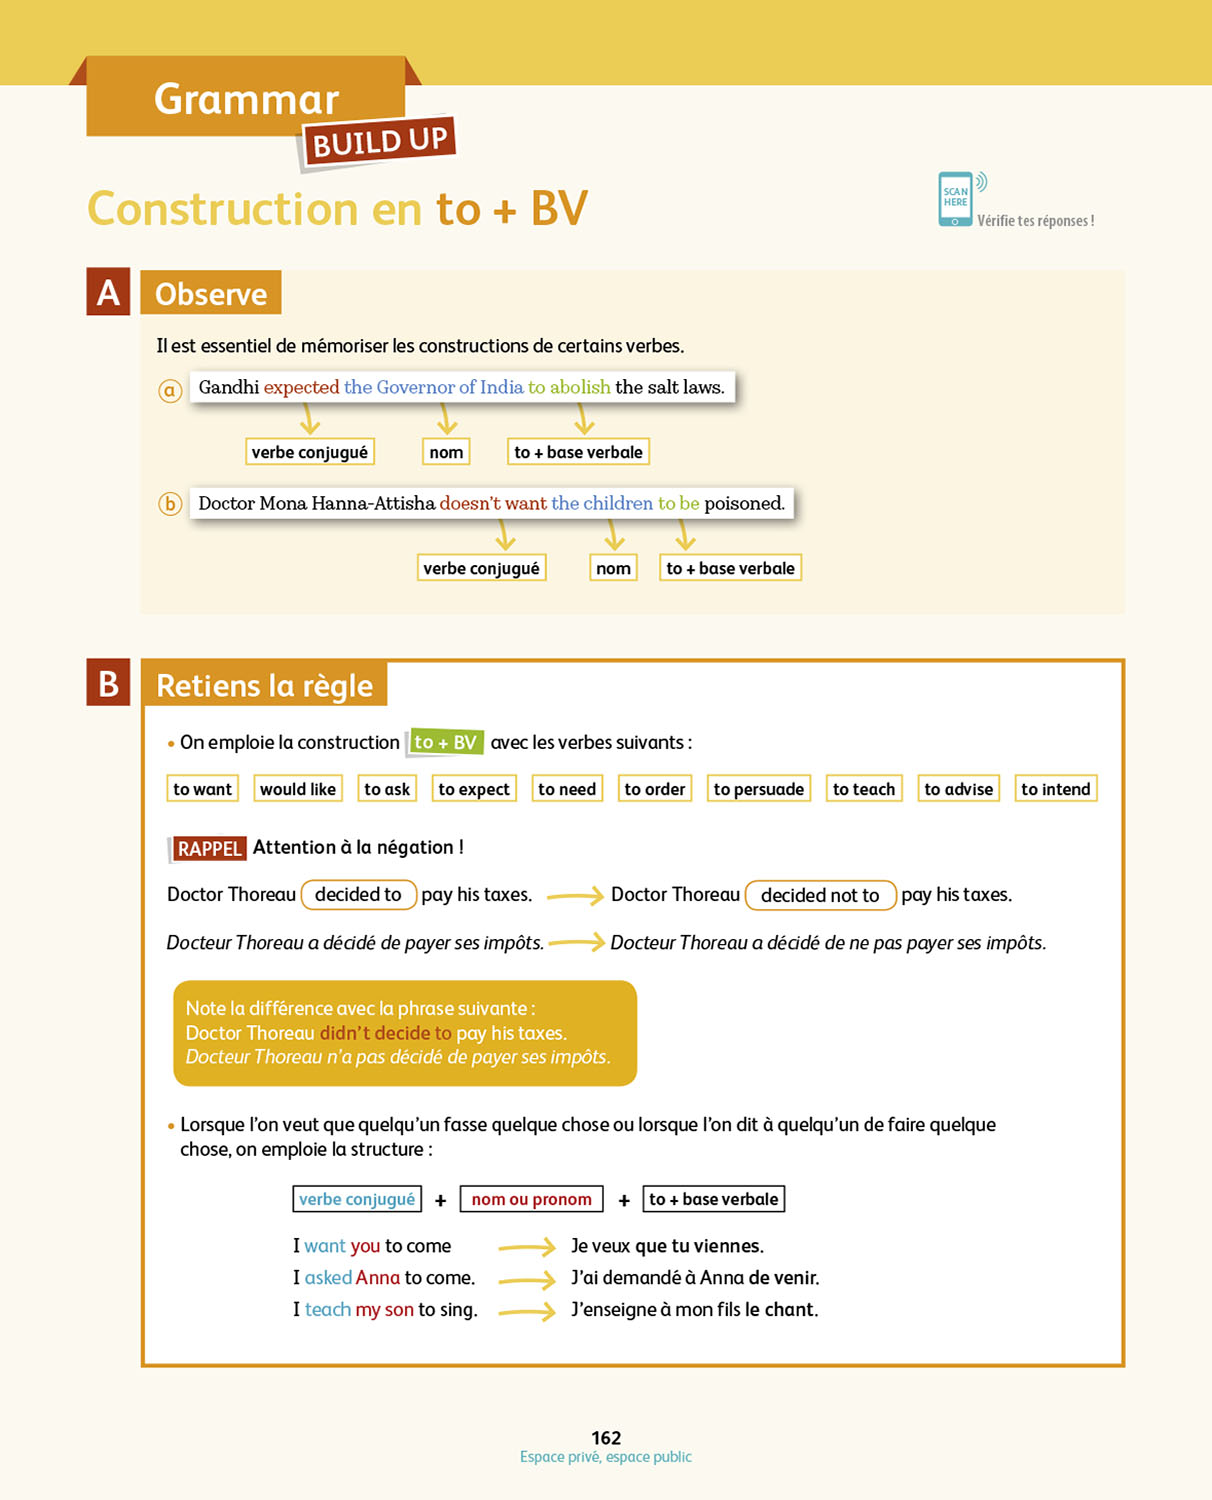 Grammar
BUILD UP
Construction en to + BV
SCAN
HERE
Vérifie tes réponses !
A Observe
Il est essentiel de mémoriser les constructions de certains verbes.
a Gandhi expected the Governor of India to abolish the salt laws.
verbe conjugué nom to + base verbale
b Doctor Mona Hanna-Attisha doesn't want the children to be poisoned.
verbe conjugué nom to + base verbale
B Retiens la règle
• On emploie la construction to + BV avec les verbes suivants :
to want would like to ask to expect to need to order to persuade to teach to advise to intend
RAPPEL Attention à la négation !
Doctor Thoreau decided to pay his taxes. Doctor Thoreau decided not to pay his taxes.
Docteur Thoreau a décidé de payer ses impôts. Docteur Thoreau a décidé de ne pas payer ses impôts.
Note la différence avec la phrase suivante :
Doctor Thoreau didn't decide to pay his taxes.
Docteur Thoreau n'a pas décidé de payer ses impôts.
• Lorsque l'on veut que quelqu'un fasse quelque chose ou lorsque l'on dit à quelqu'un de faire quelque
chose, on emploie la structure :
verbe conjugué + nom ou pronom + to + base verbale
I want you to come Je veux que tu viennes.
I asked Anna to come. J'ai demandé à Anna de venir.
I teach my son to sing. J'enseigne à mon fils le chant.
162
Espace privé, espace public